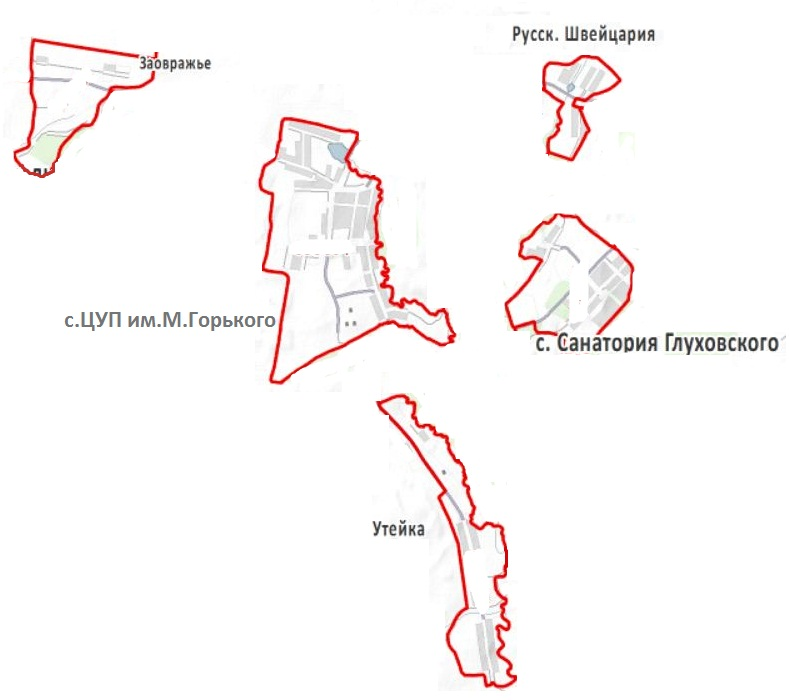 Русск. Швейцария
Заовражье
с.ЦУП им.М.Горького
с. Санатория Глуховского
Утейка